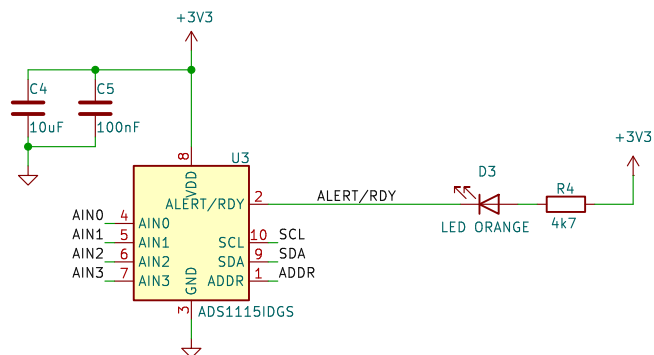 +3V3
C4
C5
10uF
100nF
U3
8
VDD
+3V3
D3
R4
ALERT/RDY
2
ALERT/RDY
LED ORANGE
4k7
AIN0
4
AIN0
AIN1
5
AIN1
SCL
10
SCL
AIN2
6
AIN2
SDA
9
SDA
AIN3
7
AIN3
ADDR
1
ADDR
GND
3
ADS1115IDGS